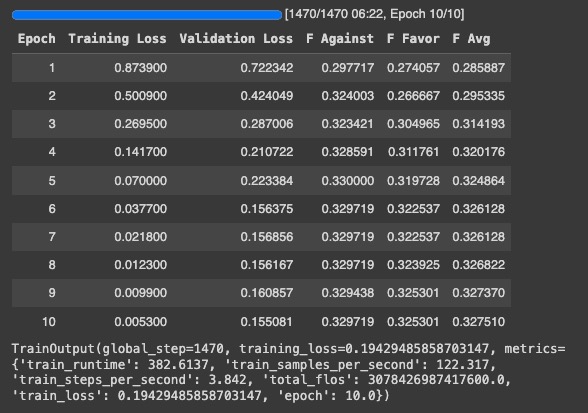 [1470/1470 06:22, Epoch 10/10]
Epoch Training Loss Validation Loss F Against F Favor F Avg
1 0.873900 0.722342 0.297717 0.274057 0.285887
2 0.500900 0.424049 0.324003 0.266667 0.295335
3 0.269500 0.287006 0.323421 0.304965 0.314193
4 0.141700 0.210722 0.328591 0.311761 0.320176
5 0.070000 0.223384 0.330000 0.319728 0.324864
6 0.037700 0.156375 0.329719 0.322537 0.326128
7 0.021800 0.156856 0.329719 0.322537 0.326128
8 0.012300 0.156167 0.329719 0.323925 0.326822
9 0.009900 0.160857 0.329438 0.325301 0.327370
10 0.005300 0.155081 0.329719 0.325301 0.327510
TrainOutput(global_step=1470, training_loss=0.19429485858703147, metrics=
{'train_runtime': 382.6137, 'train_samples_per_second': 122.317,
'train_steps_per_second': 3.842, 'total_flos': 3078426987417600.0,
'train_loss': 0.19429485858703147, 'epoch': 10.0})